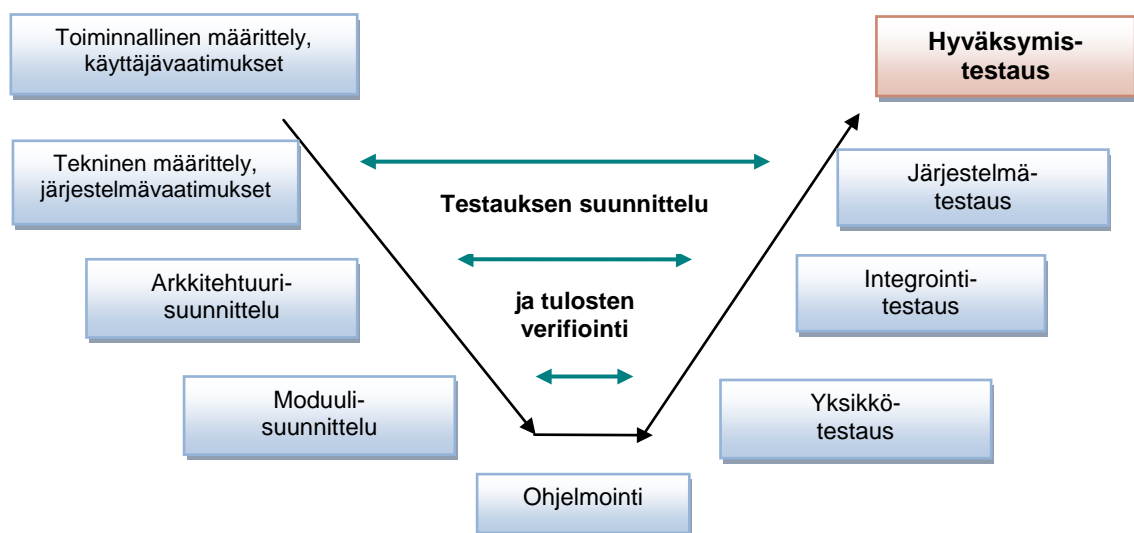 Toiminnallinen määrittely,
käyttäjävaatimukset
Hyväksymis-
testaus
Tekninen määrittely,
järjestelmävaatimukset
Järjestelmä-
testaus
Testauksen suunnittelu
Arkkitehtuuri-
suunnittelu
Integrointi-
testaus
ja tulosten
verifiointi
Moduuli-
suunnittelu
Yksikkö-
testaus
Ohjelmointi